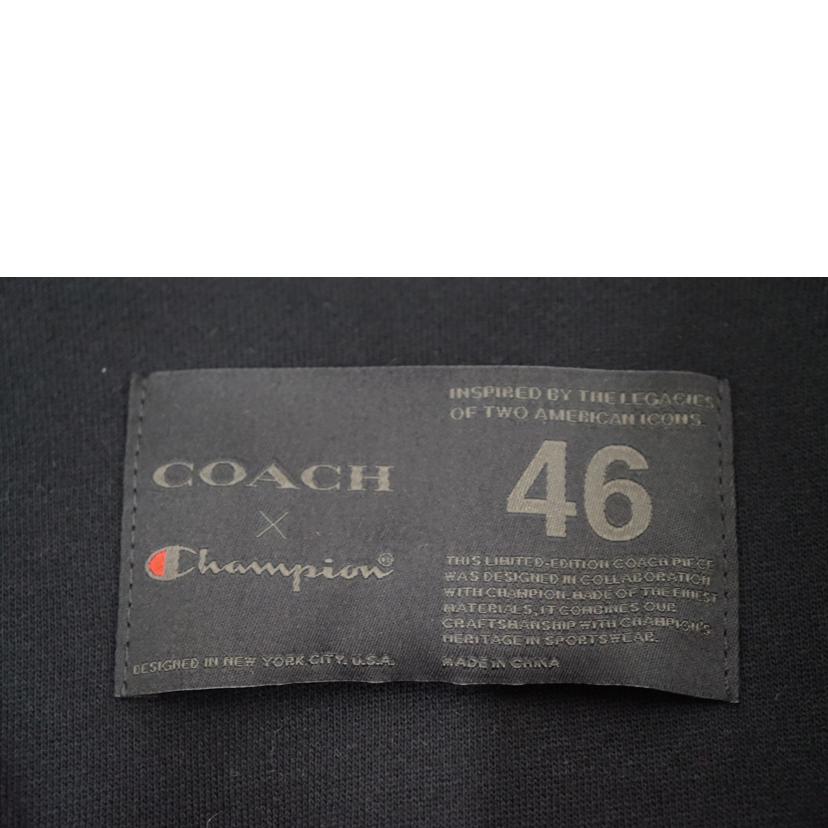 COACH
×
Champion®
DESIGNED IN NEW YORK CITY, U.S.A.
INSPIRED BY THE LEGACIES
OF TWO AMERICAN ICONS.
46
THIS LIMITED-EDITION COACH PIECE
WAS DESIGNED IN COLLABORATION
WITH CHAMPION. MADE OF THE FINEST
MATERIALS, IT COMBINES OUR
CRAFTSMANSHIP WITH CHAMPION'S
HERITAGE IN SPORTSWEAR.
MADE IN CHINA